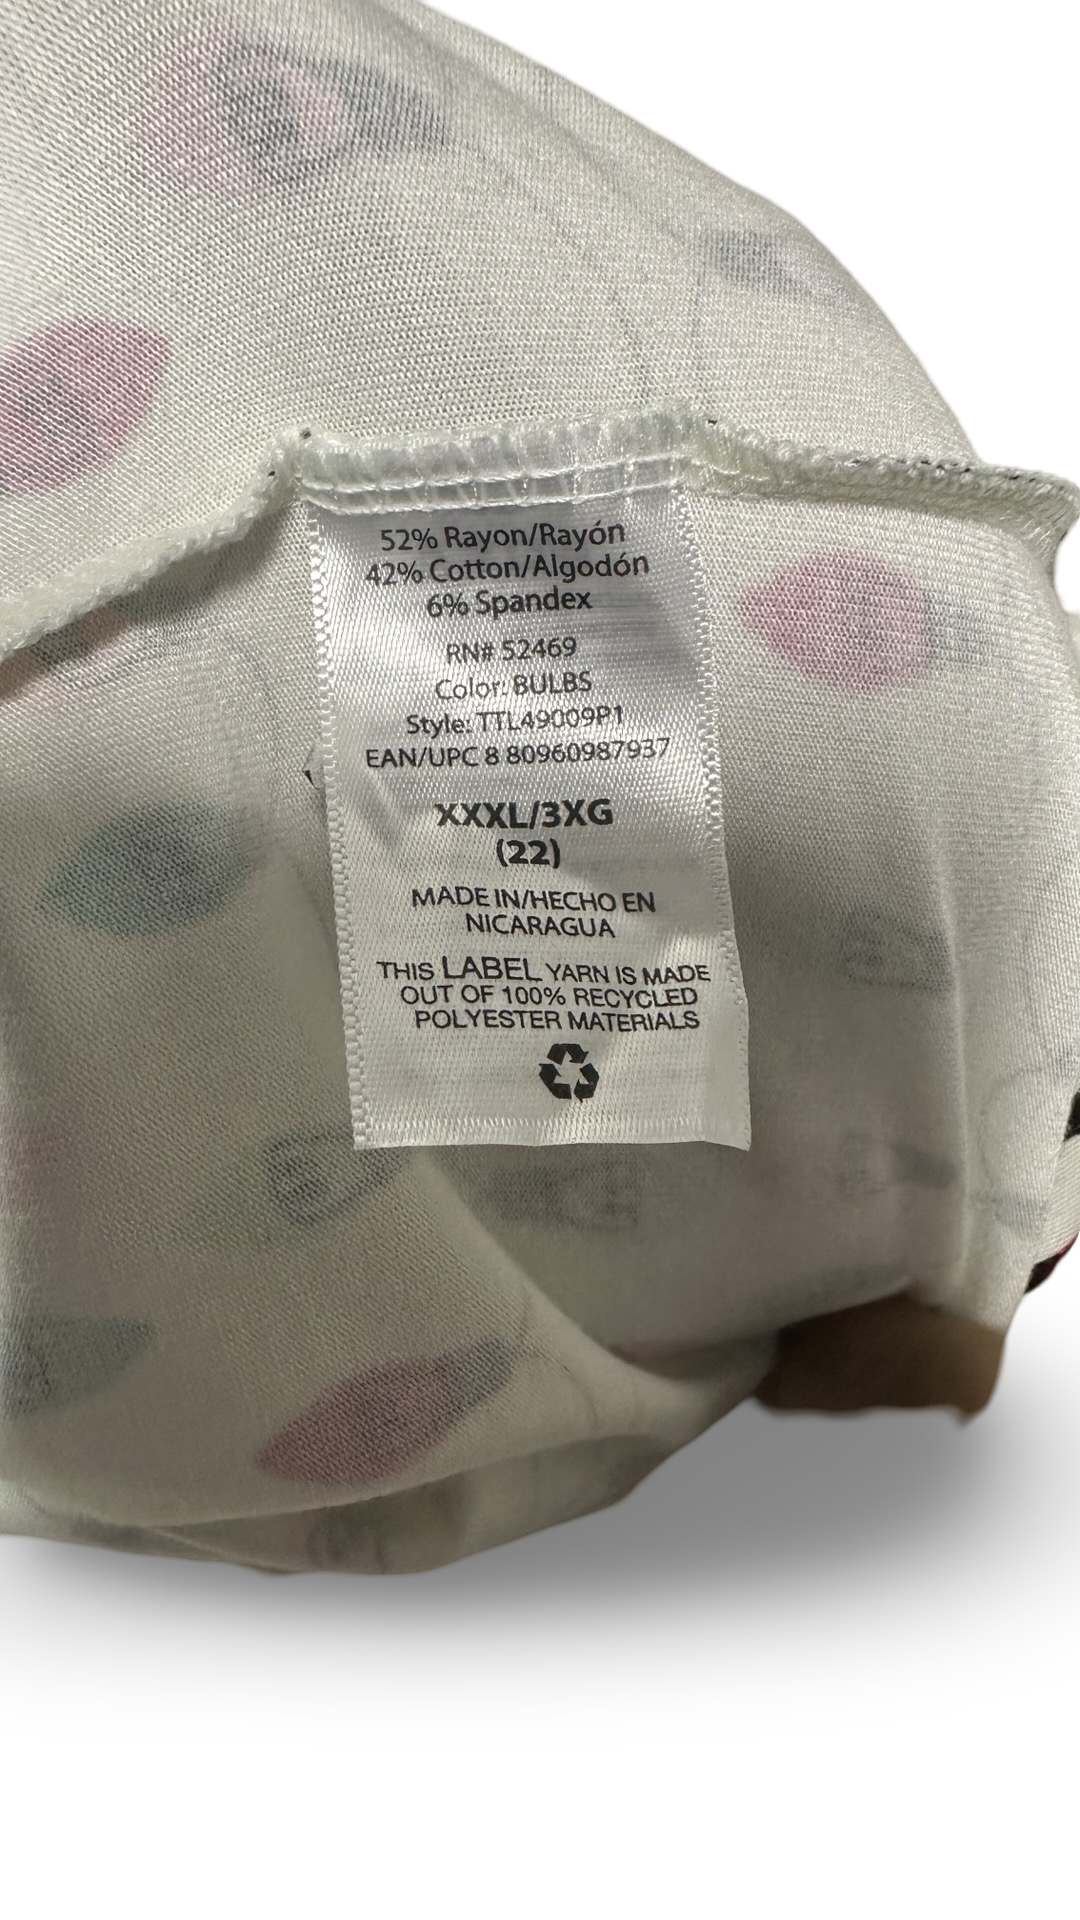 52% Rayon/Rayón
42% Cotton/Algodón
6% Spandex
RN# 52469
Color: BULBS
Style: TTL49009P1
EAN/UPC 8 80960987937
XXXL/3XG
(22)
MADE IN/HECHO EN
NICARAGUA
THIS LABEL YARN IS MADE
OUT OF 100% RECYCLED
POLYESTER MATERIALS